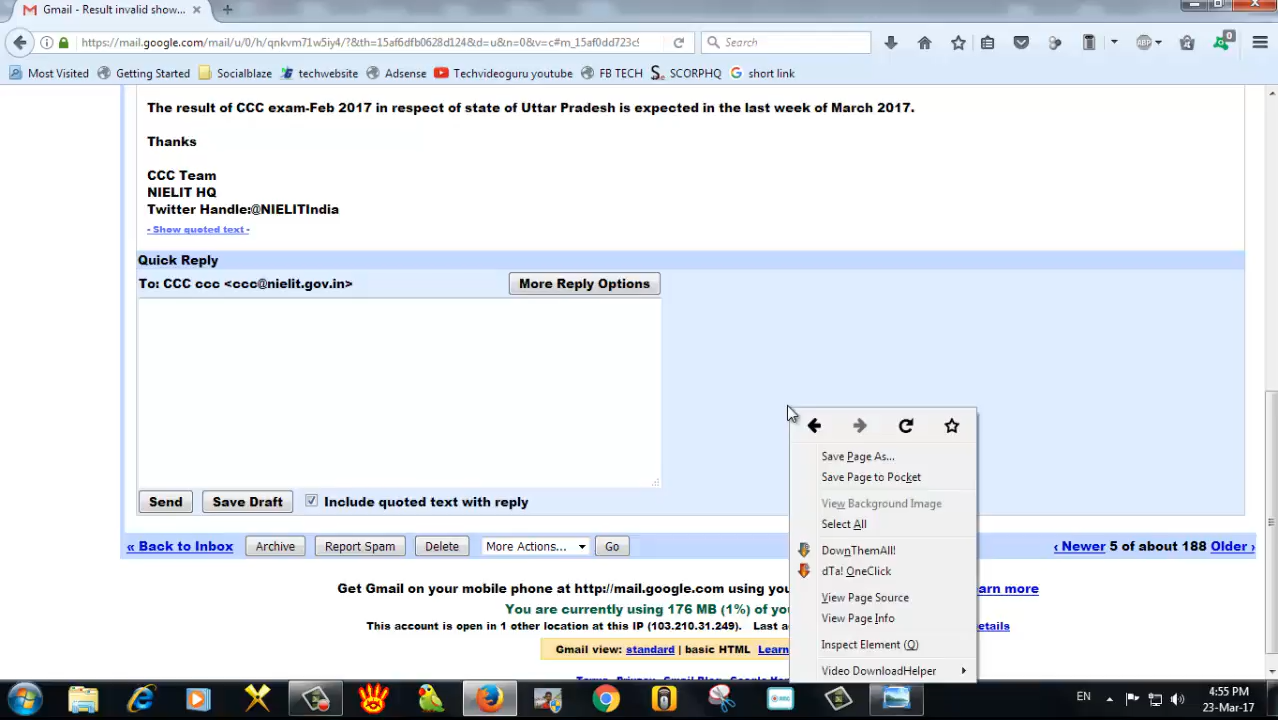 Gmail - Result invalid show...
https://mail.google.com/mail/u/0/h/qnkvm71w5iy4/?&th=15af6dfb0628d124&d=u&n=0&v=c#m_15af0dd723c9
Search
ABP
0
Most Visited Getting Started Socialblaze techwebsite Adsense Techvideoguru youtube FB TECH SCORPHQ short link
The result of CCC exam-Feb 2017 in respect of state of Uttar Pradesh is expected in the last week of March 2017.
Thanks
CCC Team
NIELIT HQ
Twitter Handle:@NIELITIndia
- Show quoted text -
Quick Reply
To: CCC ccc <ccc@nielit.gov.in> More Reply Options
Save Page As...
Save Page to Pocket
View Background Image
Select All
DownThemAll!
dTa! OneClick
View Page Source
View Page Info
Inspect Element (Q)
Video DownloadHelper
Send Save Draft Include quoted text with reply
« Back to Inbox Archive Report Spam Delete More Actions... Go ‹ Newer 5 of about 188 Older ›
Get Gmail on your mobile phone at http://mail.google.com using you arn more
You are currently using 176 MB (1%) of yo
This account is open in 1 other location at this IP (103.210.31.249). Last a etails
Gmail view: standard | basic HTML Learn
EN 4:55 PM
23-Mar-17